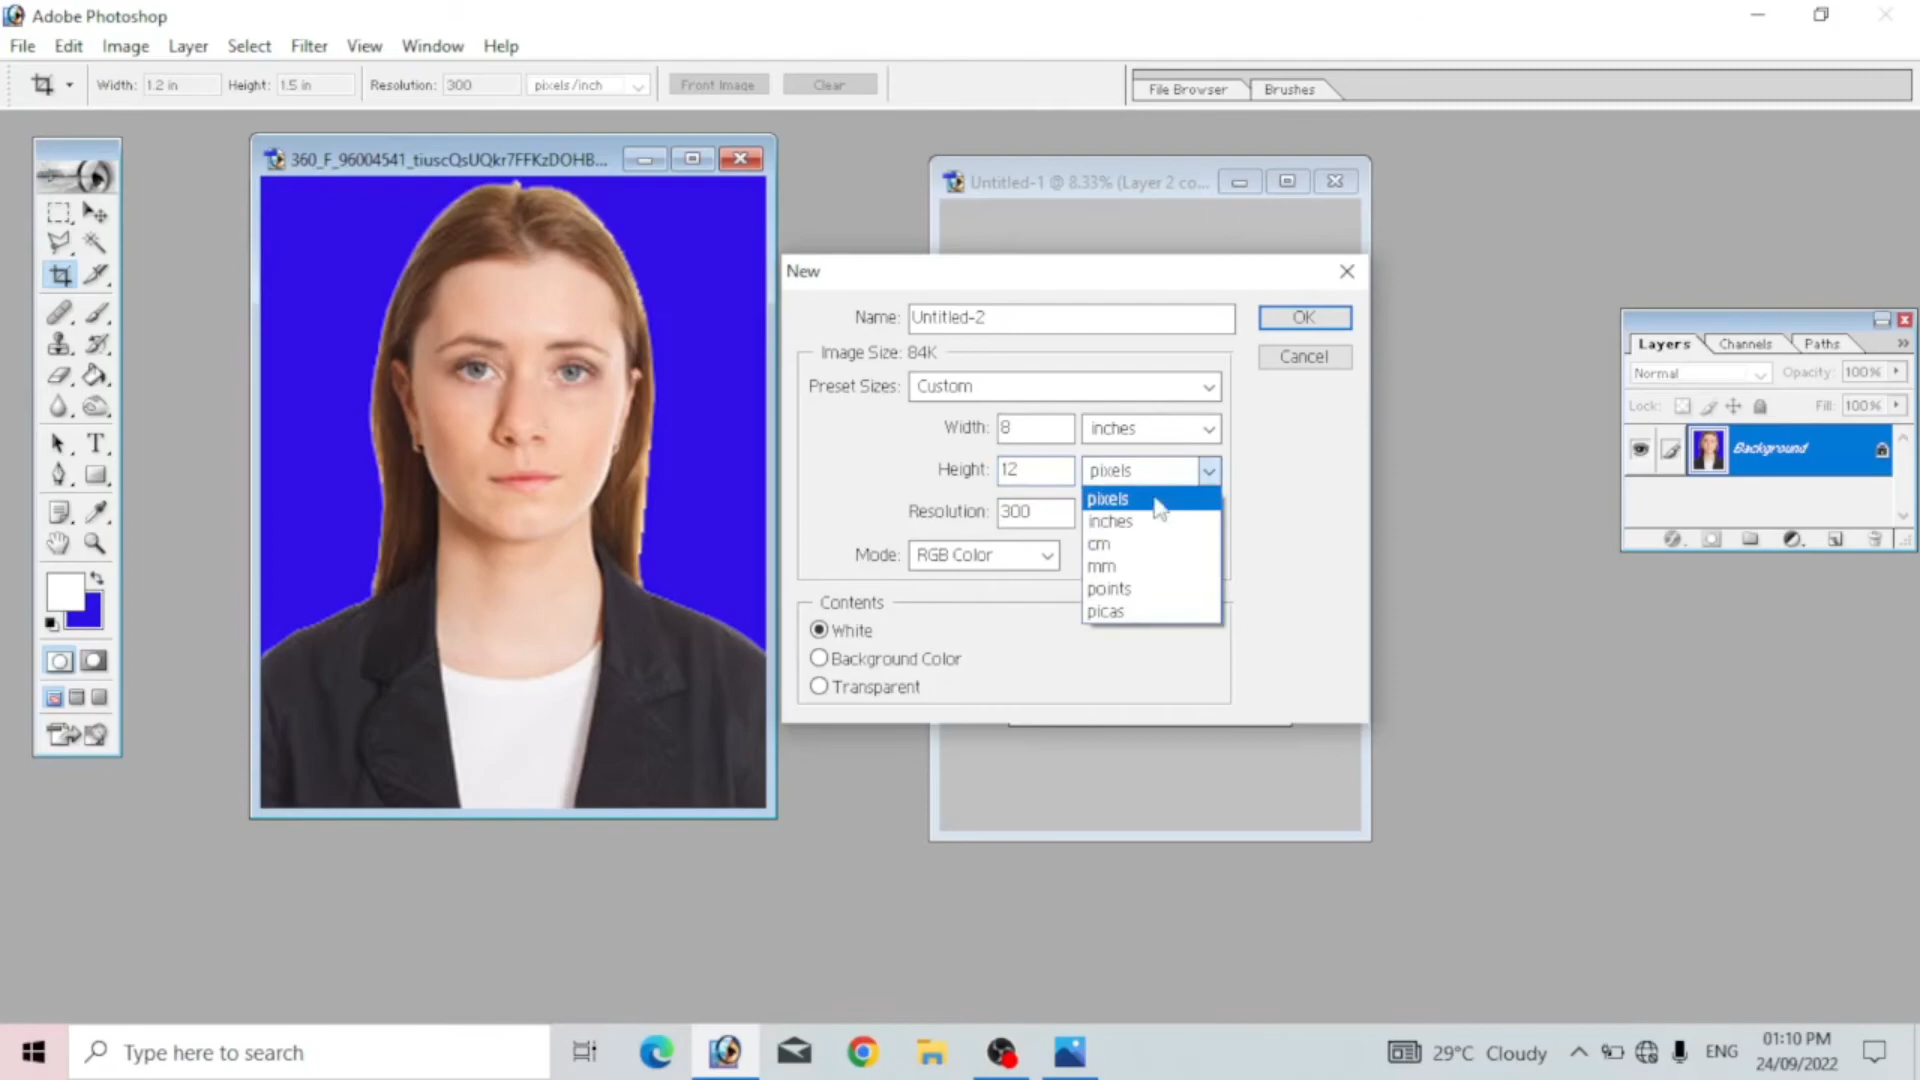 Adobe Photoshop
File Edit Image Layer Select Filter View Window Help
Width: 1.2 in Height: 1.5 in Resolution: 300 pixels/inch Front Image Clear File Browser Brushes
360_F_96004541_tiuscQsUQkr7FFKzDOHB...
Untitled-1 @ 8.33% (Layer 2 co...
New
Name: Untitled-2 OK
Image Size: 84K
Cancel
Preset Sizes: Custom
Width: 8 inches
Height: 12 pixels
pixels
inches
cm
mm
points
picas
Resolution: 300
Mode: RGB Color
Contents
White
Background Color
Transparent
Layers Channels Paths
Normal Opacity: 100%
Lock: Fill: 100%
Background
T
Type here to search
29°C Cloudy ENG
01:10 PM
24/09/2022